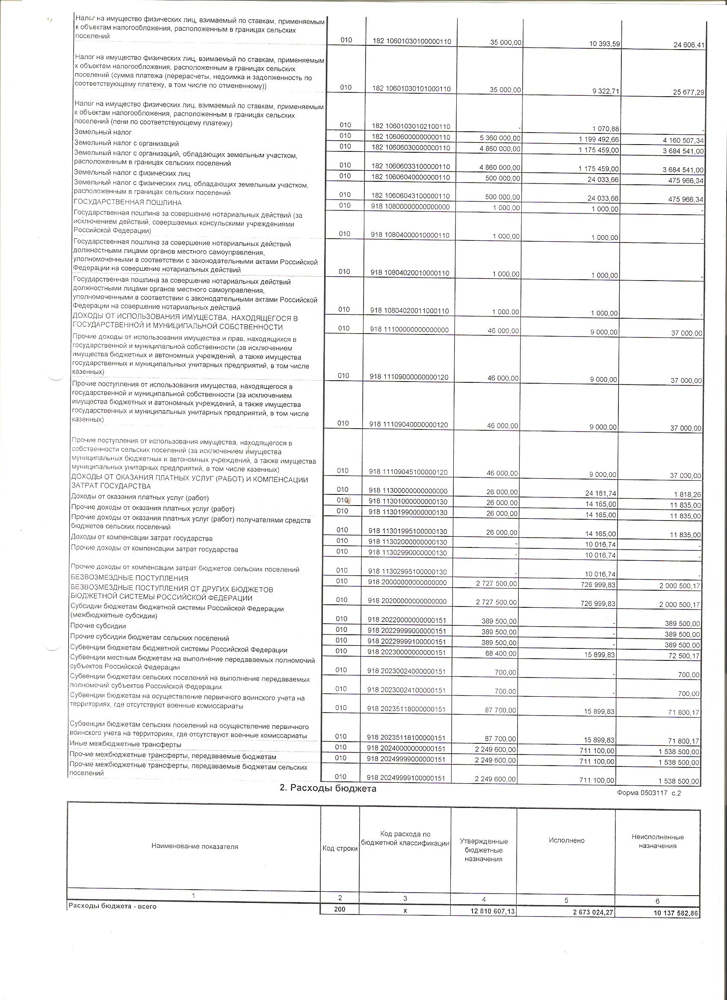 Налог на имущество физических лиц, взимаемый по ставкам, применяемым
к объектам налогообложения, расположенным в границах сельских
поселений
010 182 10601030100000110 35 000,00 10 393,59 24 606,41
Налог на имущество физических лиц, взимаемый по ставкам, применяемым
к объектам налогообложения, расположенным в границах сельских
поселений (сумма платежа (перерасчеты, недоимка и задолженность по
соответствующему платежу, в том числе по отмененному))
010 182 10601030101000110 35 000,00 9 322,71 25 677,29
Налог на имущество физических лиц, взимаемый по ставкам, применяемым
к объектам налогообложения, расположенным в границах сельских
поселений (пени по соответствующему платежу)
010 182 10601030102100110 - 1 070,88 -
Земельный налог 010 182 10606000000000110 5 360 000,00 1 199 492,66 4 160 507,34
Земельный налог с организаций 010 182 10606030000000110 4 860 000,00 1 175 459,00 3 684 541,00
Земельный налог с организаций, обладающих земельным участком,
расположенным в границах сельских поселений 010 182 10606033100000110 4 860 000,00 1 175 459,00 3 684 541,00
Земельный налог с физических лиц 010 182 10606040000000110 500 000,00 24 033,66 475 966,34
Земельный налог с физических лиц, обладающих земельным участком,
расположенным в границах сельских поселений 010 182 10606043100000110 500 000,00 24 033,66 475 966,34
ГОСУДАРСТВЕННАЯ ПОШЛИНА 010 918 10800000000000000 1 000,00 1 000,00 -
Государственная пошлина за совершение нотариальных действий (за
исключением действий, совершаемых консульскими учреждениями
Российской Федерации) 010 918 10804000010000110 1 000,00 1 000,00 -
Государственная пошлина за совершение нотариальных действий
должностными лицами органов местного самоуправления,
уполномоченными в соответствии с законодательными актами Российской
Федерации на совершение нотариальных действий 010 918 10804020010000110 1 000,00 1 000,00 -
Государственная пошлина за совершение нотариальных действий
должностными лицами органов местного самоуправления,
уполномоченными в соответствии с законодательными актами Российской
Федерации на совершение нотариальных действий 010 918 10804020011000110 1 000,00 1 000,00 -
ДОХОДЫ ОТ ИСПОЛЬЗОВАНИЯ ИМУЩЕСТВА, НАХОДЯЩЕГОСЯ В
ГОСУДАРСТВЕННОЙ И МУНИЦИПАЛЬНОЙ СОБСТВЕННОСТИ 010 918 11100000000000000 46 000,00 9 000,00 37 000,00
Прочие доходы от использования имущества и прав, находящихся в
государственной и муниципальной собственности (за исключением
имущества бюджетных и автономных учреждений, а также имущества
государственных и муниципальных унитарных предприятий, в том числе
казенных) 010 918 11109000000000120 46 000,00 9 000,00 37 000,00
Прочие поступления от использования имущества, находящегося в
государственной и муниципальной собственности (за исключением
имущества бюджетных и автономных учреждений, а также имущества
государственных и муниципальных унитарных предприятий, в том числе
казенных) 010 918 11109040000000120 46 000,00 9 000,00 37 000,00
Прочие поступления от использования имущества, находящегося в
собственности сельских поселений (за исключением имущества
муниципальных бюджетных и автономных учреждений, а также имущества
муниципальных унитарных предприятий, в том числе казенных) 010 918 11109045100000120 46 000,00 9 000,00 37 000,00
ДОХОДЫ ОТ ОКАЗАНИЯ ПЛАТНЫХ УСЛУГ (РАБОТ) И КОМПЕНСАЦИИ
ЗАТРАТ ГОСУДАРСТВА 010 918 11300000000000000 26 000,00 24 181,74 1 818,26
Доходы от оказания платных услуг (работ) 010 918 11301000000000130 26 000,00 14 165,00 11 835,00
Прочие доходы от оказания платных услуг (работ) 010 918 11301990000000130 26 000,00 14 165,00 11 835,00
Прочие доходы от оказания платных услуг (работ) получателями средств
бюджетов сельских поселений 010 918 11301995100000130 26 000,00 14 165,00 11 835,00
Доходы от компенсации затрат государства 010 918 11302000000000130 - 10 016,74 -
Прочие доходы от компенсации затрат государства 010 918 11302990000000130 - 10 016,74 -
Прочие доходы от компенсации затрат бюджетов сельских поселений 010 918 11302995100000130 - 10 016,74 -
БЕЗВОЗМЕЗДНЫЕ ПОСТУПЛЕНИЯ 010 918 20000000000000000 2 727 500,00 726 999,83 2 000 500,17
БЕЗВОЗМЕЗДНЫЕ ПОСТУПЛЕНИЯ ОТ ДРУГИХ БЮДЖЕТОВ
БЮДЖЕТНОЙ СИСТЕМЫ РОССИЙСКОЙ ФЕДЕРАЦИИ 010 918 20200000000000000 2 727 500,00 726 999,83 2 000 500,17
Субсидии бюджетам бюджетной системы Российской Федерации
(межбюджетные субсидии) 010 918 20220000000000151 389 500,00 - 389 500,00
Прочие субсидии 010 918 20229999000000151 389 500,00 - 389 500,00
Прочие субсидии бюджетам сельских поселений 010 918 20229999100000151 389 500,00 - 389 500,00
Субвенции бюджетам бюджетной системы Российской Федерации 010 918 20230000000000151 88 400,00 15 899,83 72 500,17
Субвенции местным бюджетам на выполнение передаваемых полномочий
субъектов Российской Федерации 010 918 20230024000000151 700,00 - 700,00
Субвенции бюджетам сельских поселений на выполнение передаваемых
полномочий субъектов Российской Федерации 010 918 20230024100000151 700,00 - 700,00
Субвенции бюджетам на осуществление первичного воинского учета на
территориях, где отсутствуют военные комиссариаты 010 918 20235118000000151 87 700,00 15 899,83 71 800,17
Субвенции бюджетам сельских поселений на осуществление первичного
воинского учета на территориях, где отсутствуют военные комиссариаты 010 918 20235118100000151 87 700,00 15 899,83 71 800,17
Иные межбюджетные трансферты 010 918 20240000000000151 2 249 600,00 711 100,00 1 538 500,00
Прочие межбюджетные трансферты, передаваемые бюджетам 010 918 20249999000000151 2 249 600,00 711 100,00 1 538 500,00
Прочие межбюджетные трансферты, передаваемые бюджетам сельских
поселений 010 918 20249999100000151 2 249 600,00 711 100,00 1 538 500,00
2. Расходы бюджета
Форма 0503117 с.2
Наименование показателя
Код строки
Код расхода по
бюджетной классификации
Утвержденные
бюджетные
назначения
Исполнено
Неисполненные
назначения
1 2 3 4 5 6
Расходы бюджета - всего 200 x 12 810 607,13 2 673 024,27 10 137 582,86